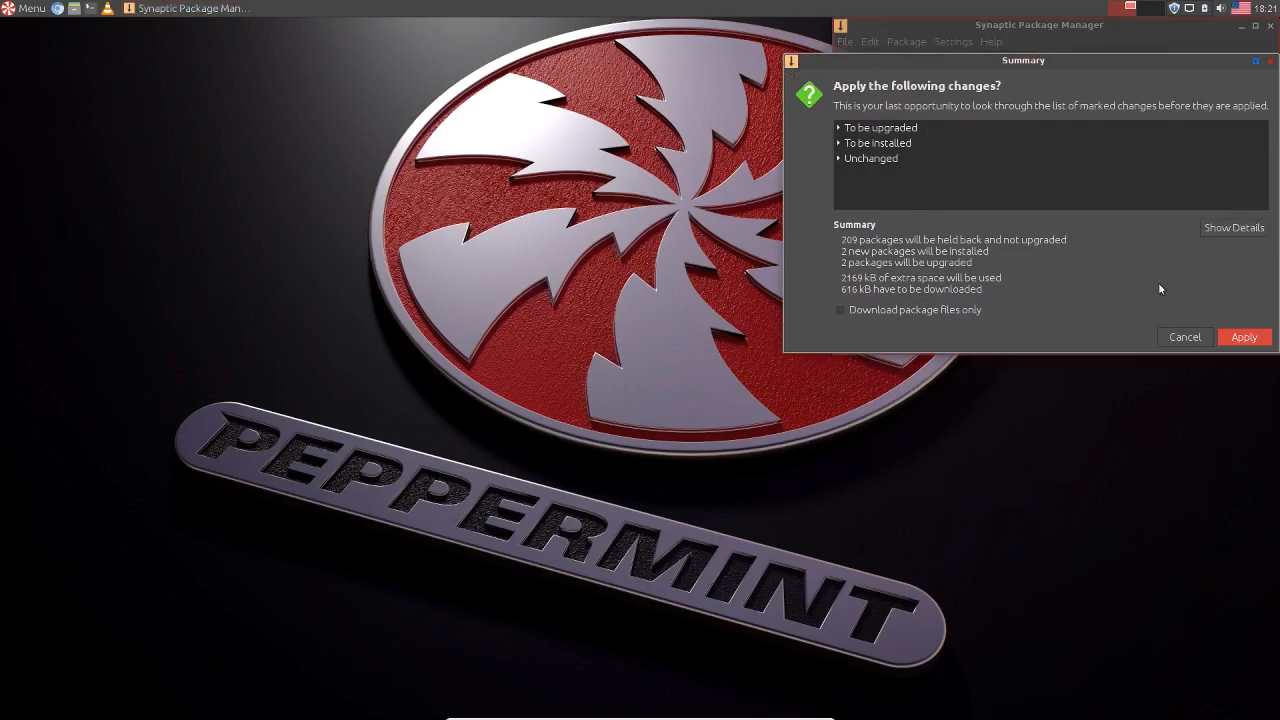 Menu
Synaptic Package Man...
18:21
Synaptic Package Manager
File Edit Package Settings Help
Summary
Apply the following changes?
This is your last opportunity to look through the list of marked changes before they are applied.
To be upgraded
To be installed
Unchanged
Summary
Show Details
209 packages will be held back and not upgraded
2 new packages will be installed
2 packages will be upgraded
2169 kB of extra space will be used
616 kB have to be downloaded
Download package files only
Cancel
Apply
PEPPERMINT